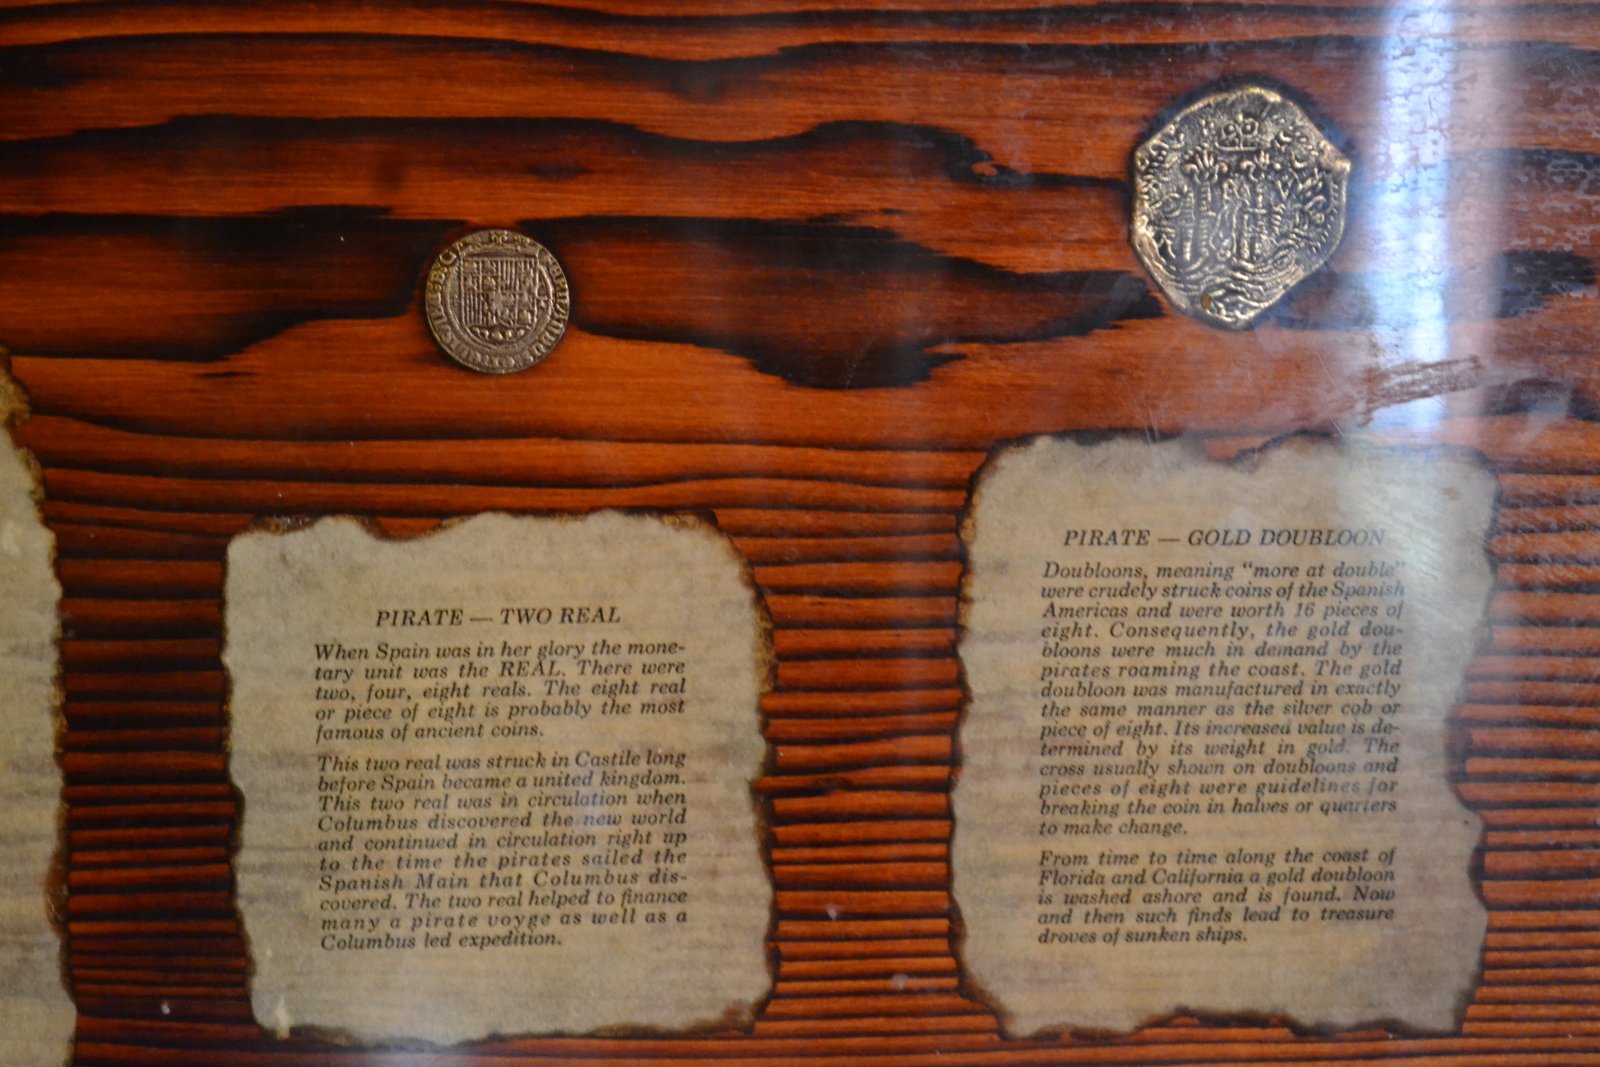 PIRATE — TWO REAL
When Spain was in her glory the mone-
tary unit was the REAL. There were
two, four, eight reals. The eight real
or piece of eight is probably the most
famous of ancient coins.
This two real was struck in Castile long
before Spain became a united kingdom.
This two real was in circulation when
Columbus discovered the new world
and continued in circulation right up
to the time the pirates sailed the
Spanish Main that Columbus dis-
covered. The two real helped to finance
many a pirate voyge as well as a
Columbus led expedition.
PIRATE — GOLD DOUBLOON
Doubloons, meaning "more at double"
were crudely struck coins of the Spanish
Americas and were worth 16 pieces of
eight. Consequently, the gold dou-
bloons were much in demand by the
pirates roaming the coast. The gold
doubloon was manufactured in exactly
the same manner as the silver cob or
piece of eight. Its increased value is de-
termined by its weight in gold. The
cross usually shown on doubloons and
pieces of eight were guidelines for
breaking the coin in halves or quarters
to make change.
From time to time along the coast of
Florida and California a gold doubloon
is washed ashore and is found. Now
and then such finds lead to treasure
droves of sunken ships.